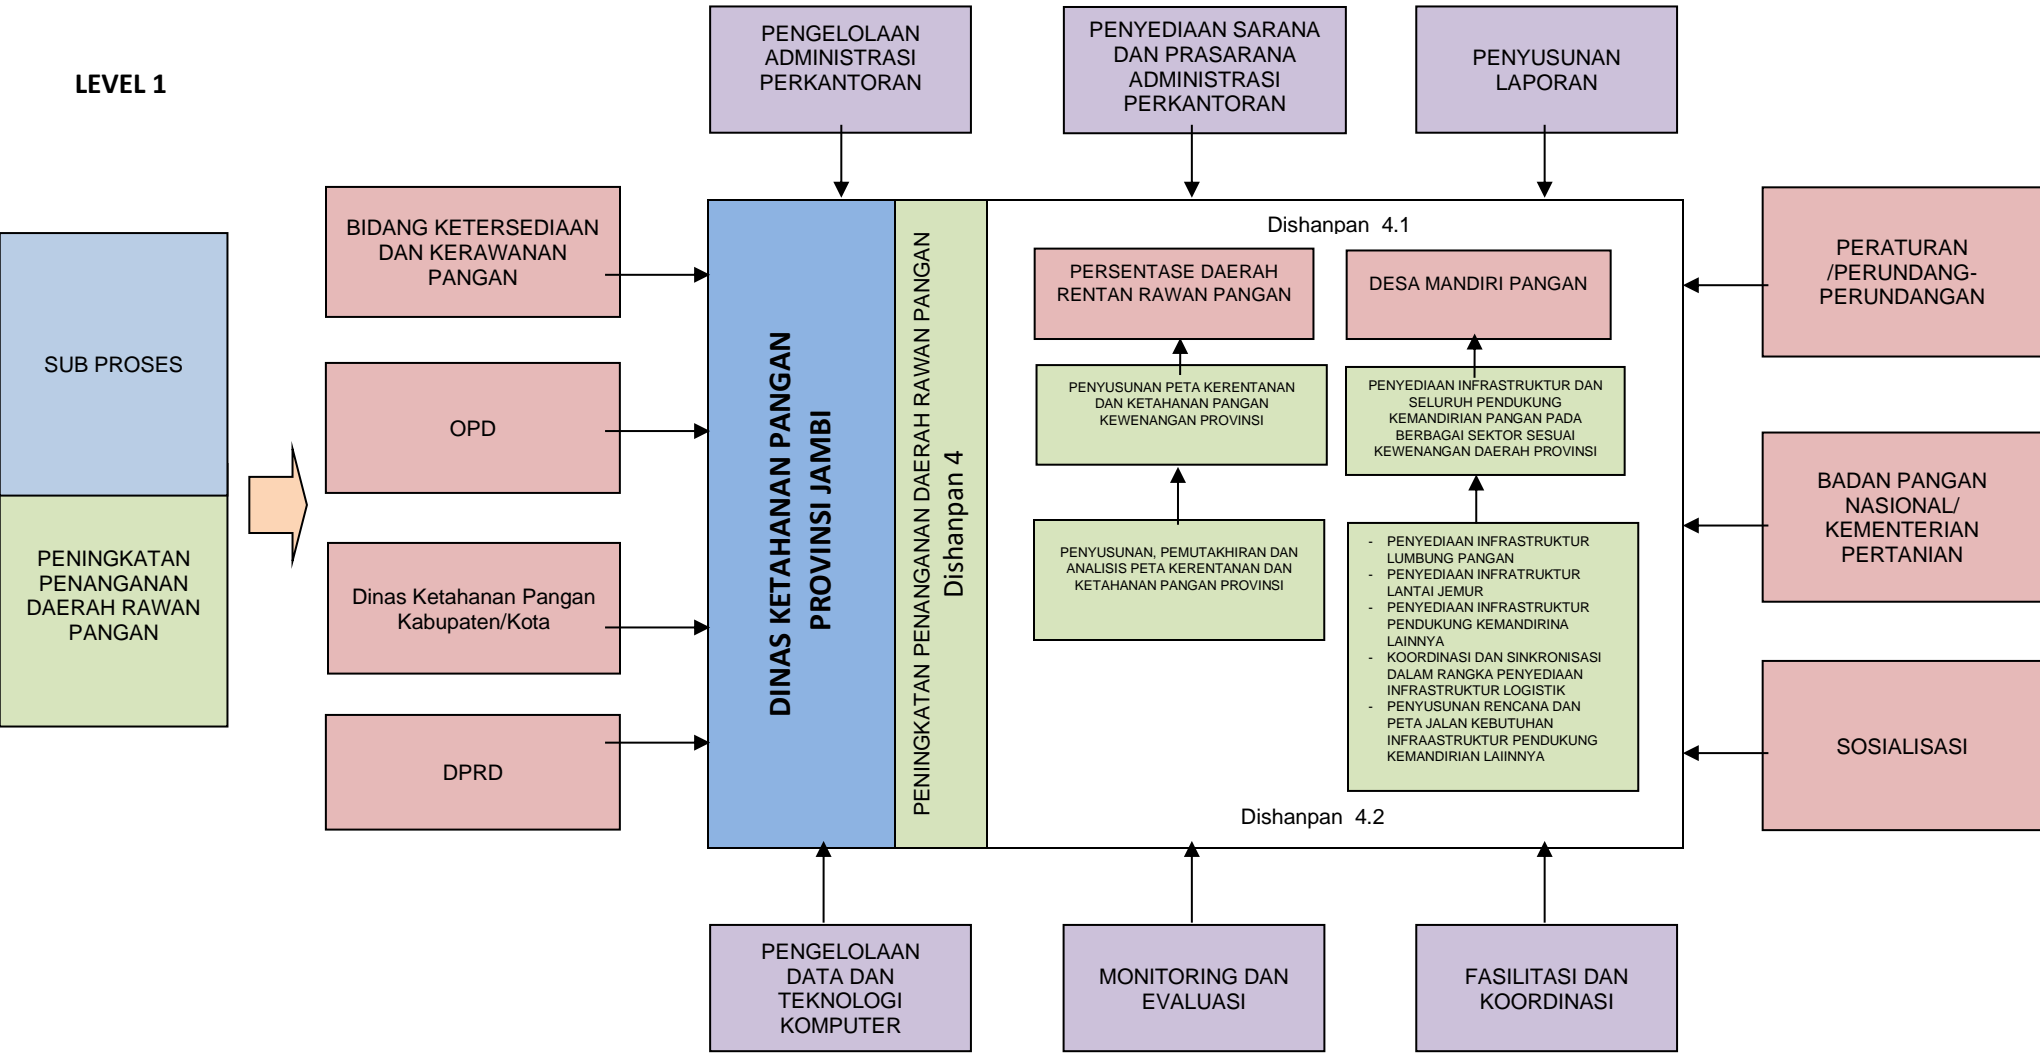 LEVEL 1
PENGELOLAAN
ADMINISTRASI
PERKANTORAN
PENYEDIAAN SARANA
DAN PRASARANA
ADMINISTRASI
PERKANTORAN
PENYUSUNAN
LAPORAN
SUB PROSES
PENINGKATAN
PENANGANAN
DAERAH RAWAN
PANGAN
BIDANG KETERSEDIAAN
DAN KERAWANAN
PANGAN
OPD
Dinas Ketahanan Pangan
Kabupaten/Kota
DPRD
DINAS KETAHANAN PANGAN
PROVINSI JAMBI
PENINGKATAN PENANGANAN DAERAH RAWAN PANGAN
Dishanpan 4
Dishanpan 4.1
PERSENTASE DAERAH
RENTAN RAWAN PANGAN
PENYUSUNAN PETA KERENTANAN
DAN KETAHANAN PANGAN
KEWENANGAN PROVINSI
PENYUSUNAN, PEMUTAKHIRAN DAN
ANALISIS PETA KERENTANAN DAN
KETAHANAN PANGAN PROVINSI
DESA MANDIRI PANGAN
PENYEDIAAN INFRASTRUKTUR DAN
SELURUH PENDUKUNG
KEMANDIRIAN PANGAN PADA
BERBAGAI SEKTOR SESUAI
KEWENANGAN DAERAH PROVINSI
- PENYEDIAAN INFRASTRUKTUR
LUMBUNG PANGAN
- PENYEDIAAN INFRATRUKTUR
LANTAI JEMUR
- PENYEDIAAN INFRASTRUKTUR
PENDUKUNG KEMANDIRINA
LAINNYA
- KOORDINASI DAN SINKRONISASI
DALAM RANGKA PENYEDIAAN
INFRASTRUKTUR LOGISTIK
- PENYUSUNAN RENCANA DAN
PETA JALAN KEBUTUHAN
INFRAASTRUKTUR PENDUKUNG
KEMANDIRIAN LAIINNYA
Dishanpan 4.2
PERATURAN
/PERUNDANG-
PERUNDANGAN
BADAN PANGAN
NASIONAL/
KEMENTERIAN
PERTANIAN
SOSIALISASI
PENGELOLAAN
DATA DAN
TEKNOLOGI
KOMPUTER
MONITORING DAN
EVALUASI
FASILITASI DAN
KOORDINASI